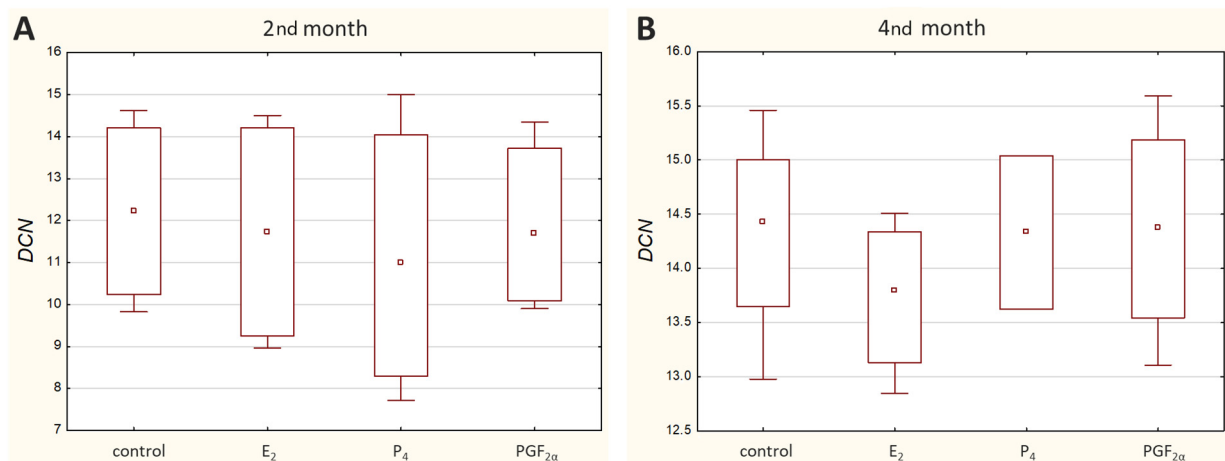 A
2nd month
16
15
14
13
12
11
10
9
8
7
DCN
control
E₂
P₄
PGF₂α
B
4nd month
16.0
15.5
15.0
14.5
14.0
13.5
13.0
12.5
DCN
control
E₂
P₄
PGF₂α